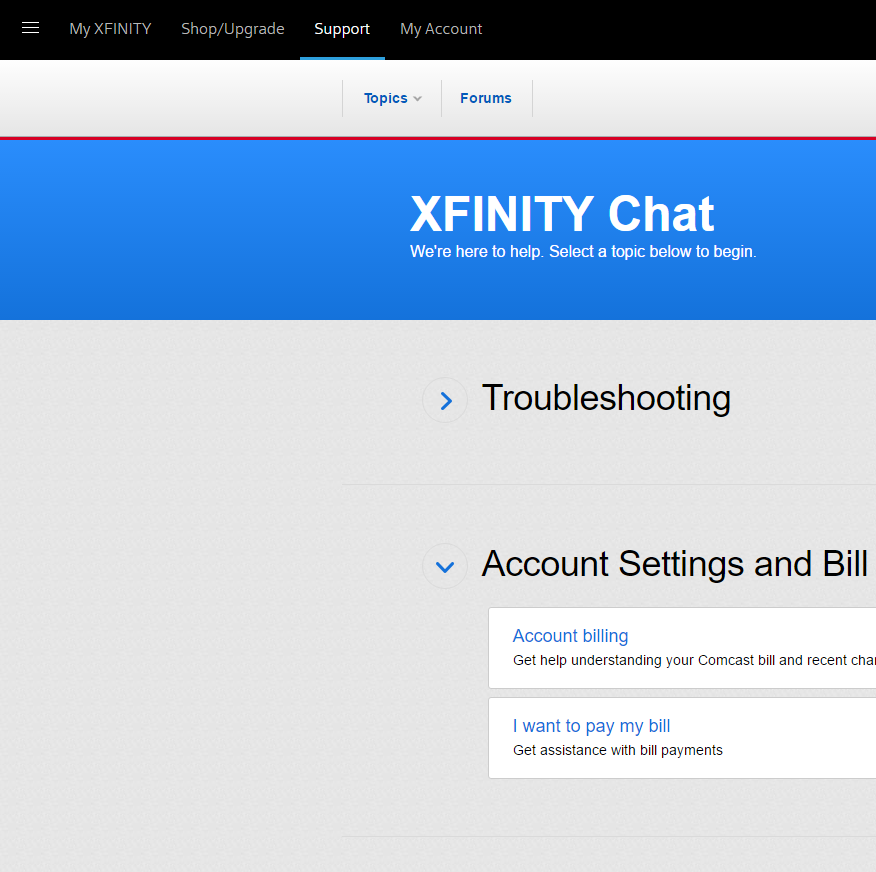 My XFINITY Shop/Upgrade Support My Account
Topics Forums
XFINITY Chat
We're here to help. Select a topic below to begin.
Troubleshooting
Account Settings and Bill
Account billing
Get help understanding your Comcast bill and recent
I want to pay my bill
Get assistance with bill payments